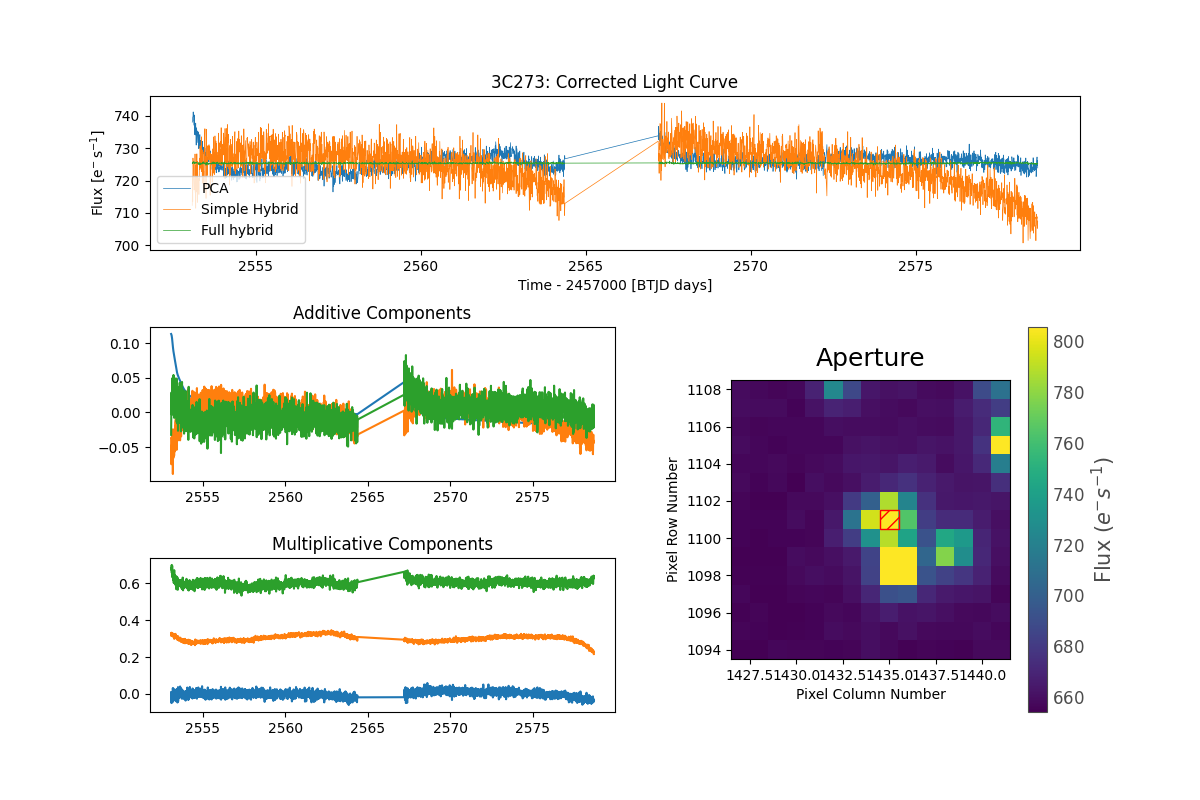 3C273: Corrected Light Curve
Flux [e⁻ s⁻¹]
740
730
720
710
700
PCA
Simple Hybrid
Full hybrid
2555 2560 2565 2570 2575
Time - 2457000 [BTJD days]
Additive Components
0.10
0.05
0.00
−0.05
2555 2560 2565 2570 2575
Multiplicative Components
0.6
0.4
0.2
0.0
2555 2560 2565 2570 2575
Aperture
Pixel Row Number
1108
1106
1104
1102
1100
1098
1096
1094
1427.5 1430.0 1432.5 1435.0 1437.5 1440.0
Pixel Column Number
800
780
760
740
720
700
680
660
Flux (e⁻s⁻¹)